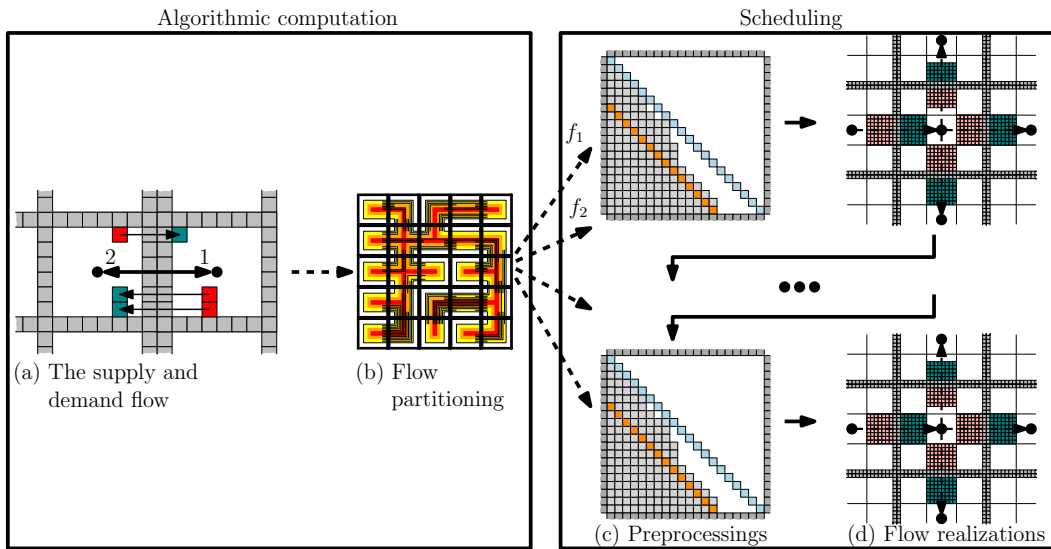 Algorithmic computation
Scheduling
f1
f2
2
1
(a) The supply and
demand flow
(b) Flow
partitioning
(c) Preprocessings
(d) Flow realizations